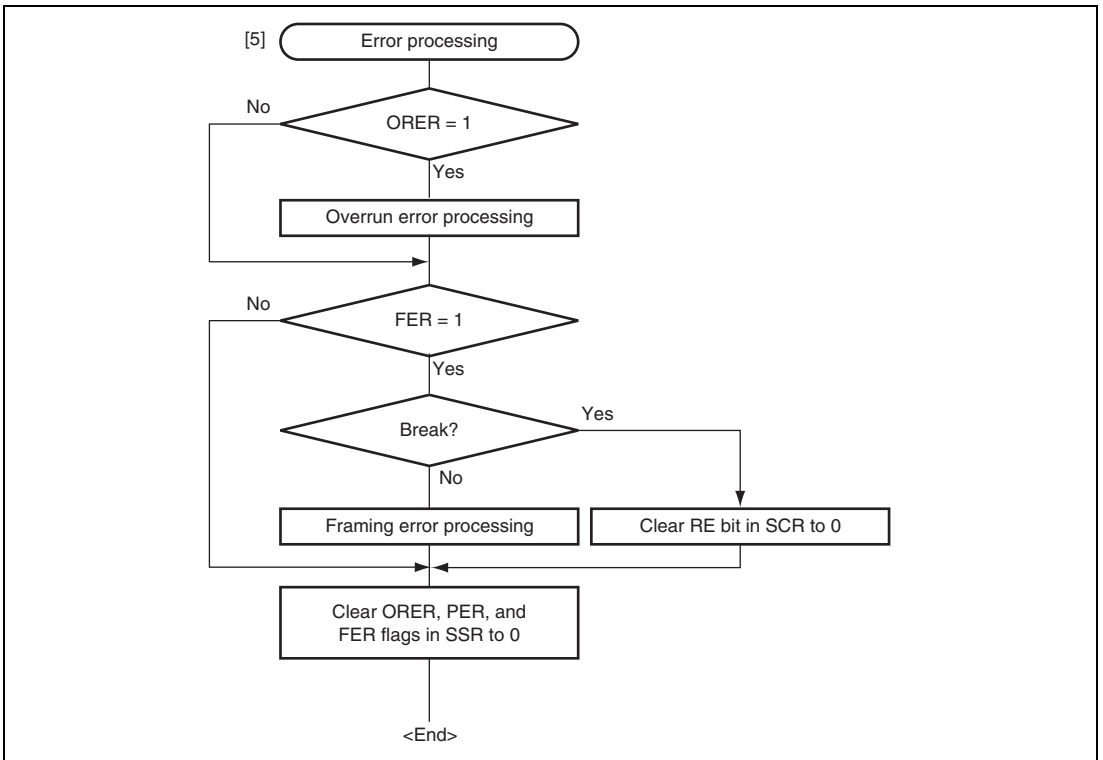 [5] Error processing
No
ORER = 1
Yes
Overrun error processing
No
FER = 1
Yes
Yes
Break?
No
Framing error processing
Clear RE bit in SCR to 0
Clear ORER, PER, and
FER flags in SSR to 0
<End>